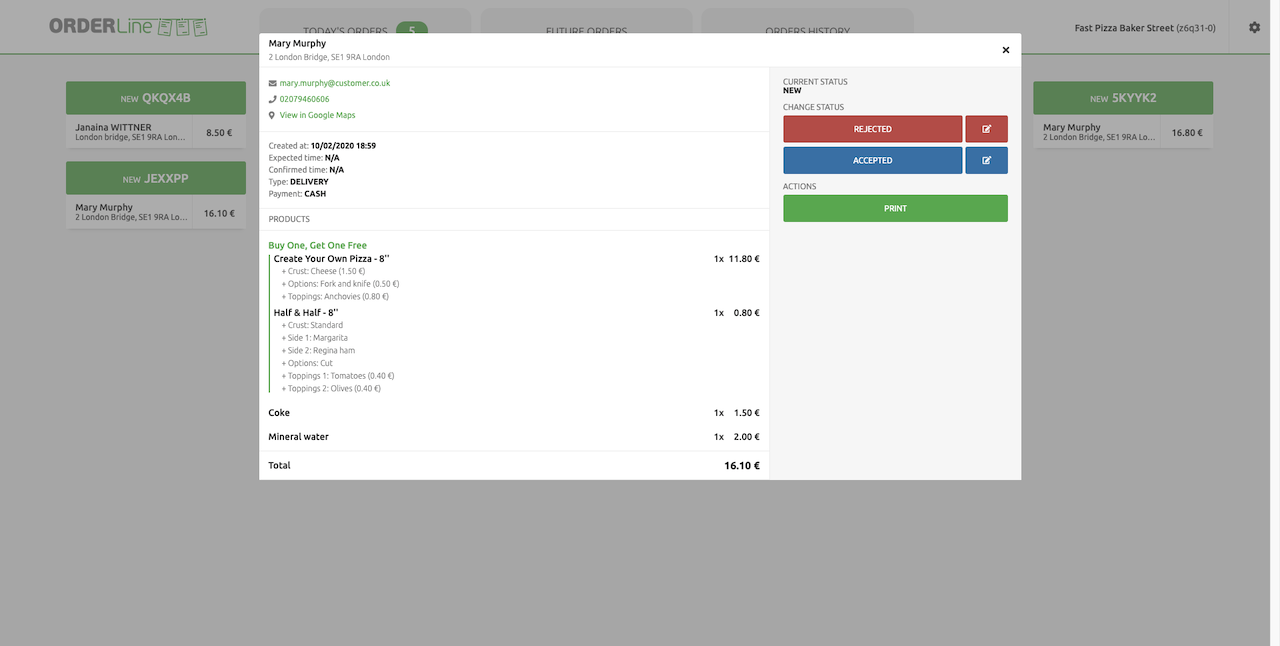 ORDERLine
TODAY'S ORDERS 5
FUTURE ORDERS
ORDERS HISTORY
Fast Pizza Baker Street (z6q31-0)
NEW QKQX4B
Janaina WITTNER
London bridge, SE1 9RA Lon...
8.50 €
NEW JEXXPP
Mary Murphy
2 London Bridge, SE1 9RA Lo...
16.10 €
Mary Murphy
2 London Bridge, SE1 9RA London
×
mary.murphy@customer.co.uk
02079460606
View in Google Maps
Created at: 10/02/2020 18:59
Expected time: N/A
Confirmed time: N/A
Type: DELIVERY
Payment: CASH
PRODUCTS
Buy One, Get One Free
Create Your Own Pizza - 8'' 1x 11.80 €
+ Crust: Cheese (1.50 €)
+ Options: Fork and knife (0.50 €)
+ Toppings: Anchovies (0.80 €)
Half & Half - 8'' 1x 0.80 €
+ Crust: Standard
+ Side 1: Margarita
+ Side 2: Regina ham
+ Options: Cut
+ Toppings 1: Tomatoes (0.40 €)
+ Toppings 2: Olives (0.40 €)
Coke 1x 1.50 €
Mineral water 1x 2.00 €
Total 16.10 €
CURRENT STATUS
NEW
CHANGE STATUS
REJECTED
ACCEPTED
ACTIONS
PRINT
NEW 5KYYK2
Mary Murphy
2 London Bridge, SE1 9RA Lo...
16.80 €